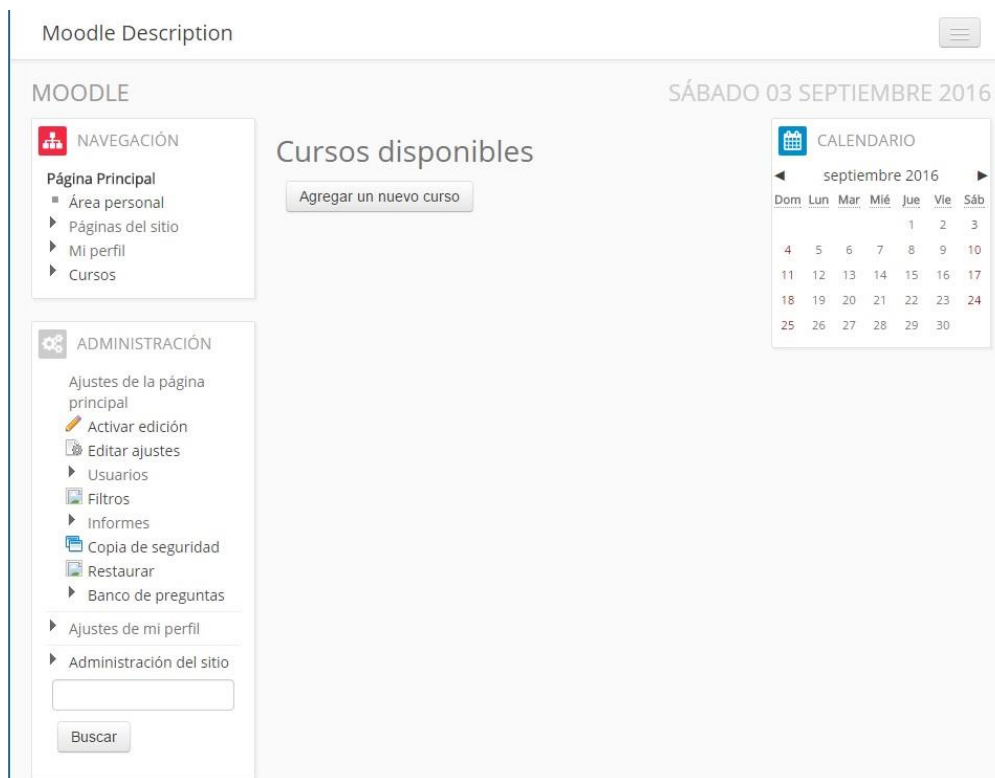 Moodle Description
MOODLE
SÁBADO 03 SEPTIEMBRE 2016
NAVEGACIÓN
Página Principal
Área personal
Páginas del sitio
Mi perfil
Cursos
ADMINISTRACIÓN
Ajustes de la página
principal
Activar edición
Editar ajustes
Usuarios
Filtros
Informes
Copia de seguridad
Restaurar
Banco de preguntas
Ajustes de mi perfil
Administración del sitio
Buscar
Cursos disponibles
Agregar un nuevo curso
CALENDARIO
septiembre 2016
Dom Lun Mar Mié Jue Vie Sáb
1 2 3
4 5 6 7 8 9 10
11 12 13 14 15 16 17
18 19 20 21 22 23 24
25 26 27 28 29 30